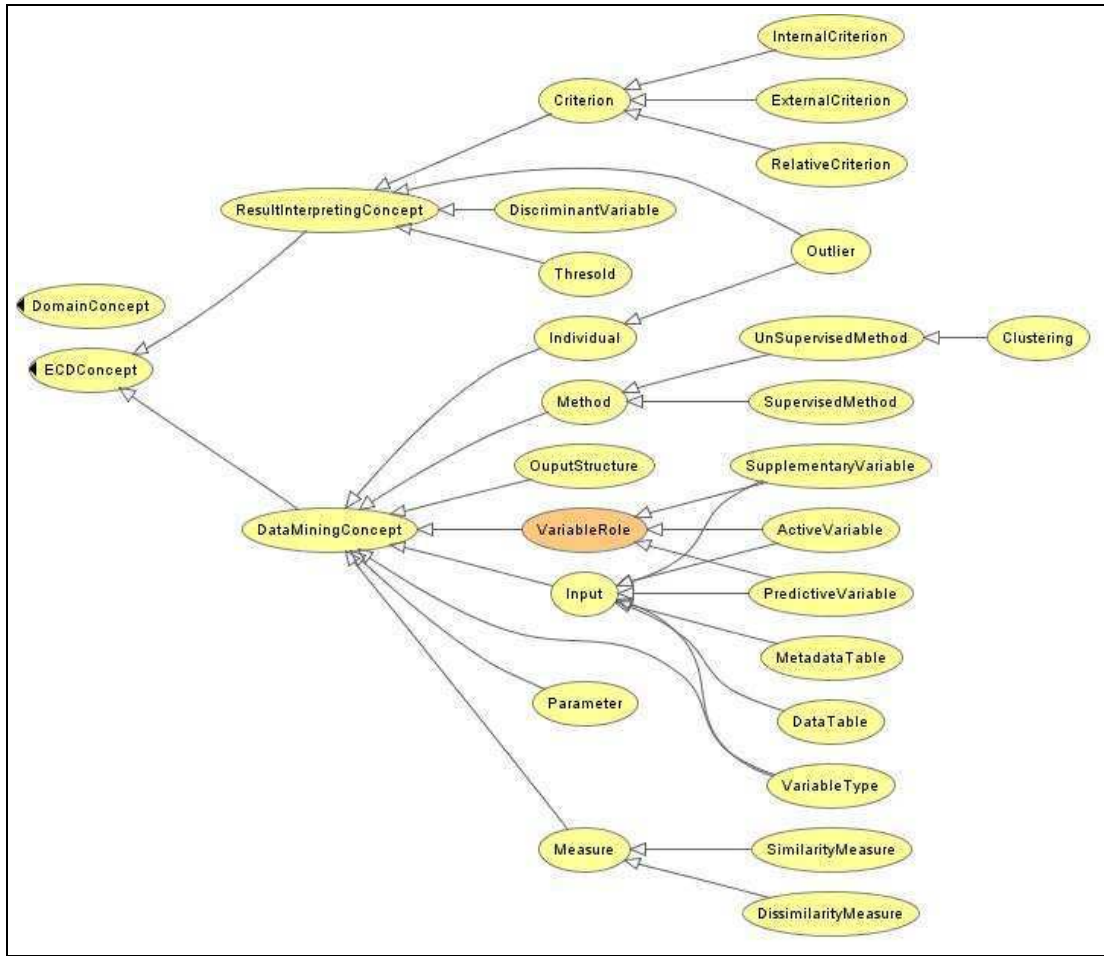 InternalCriterion
Criterion
ExternalCriterion
RelativeCriterion
ResultInterpretingConcept
DiscriminantVariable
Outlier
Thresold
DomainConcept
Individual
UnSupervisedMethod
Clustering
ECDConcept
Method
SupervisedMethod
OuputStructure
SupplementaryVariable
DataMiningConcept
VariableRole
ActiveVariable
Input
PredictiveVariable
MetadataTable
Parameter
DataTable
VariableType
Measure
SimilarityMeasure
DissimilarityMeasure